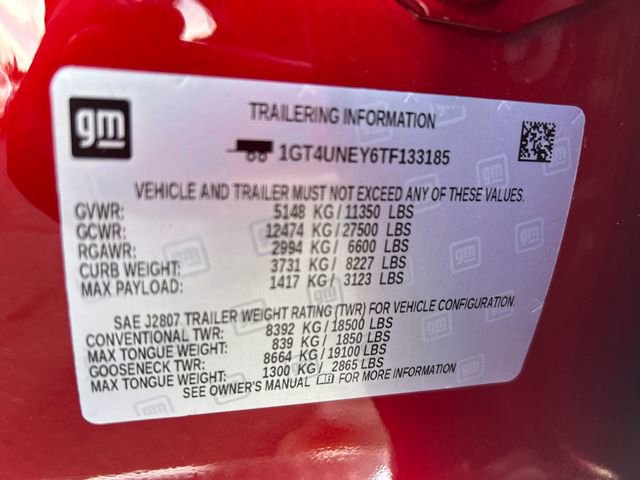 gm
TRAILERING INFORMATION
1GT4UNEY6TF133185
VEHICLE AND TRAILER MUST NOT EXCEED ANY OF THESE VALUES.
GVWR: 5148 KG / 11350 LBS
GCWR: 12474 KG / 27500 LBS
RGAWR: 2994 KG / 6600 LBS
CURB WEIGHT: 3731 KG / 8227 LBS
MAX PAYLOAD: 1417 KG / 3123 LBS
SAE J2807 TRAILER WEIGHT RATING (TWR) FOR VEHICLE CONFIGURATION.
CONVENTIONAL TWR: 8392 KG / 18500 LBS
MAX TONGUE WEIGHT: 839 KG / 1850 LBS
GOOSENECK TWR: 8664 KG / 19100 LBS
MAX TONGUE WEIGHT: 1300 KG / 2865 LBS
SEE OWNER'S MANUAL FOR MORE INFORMATION